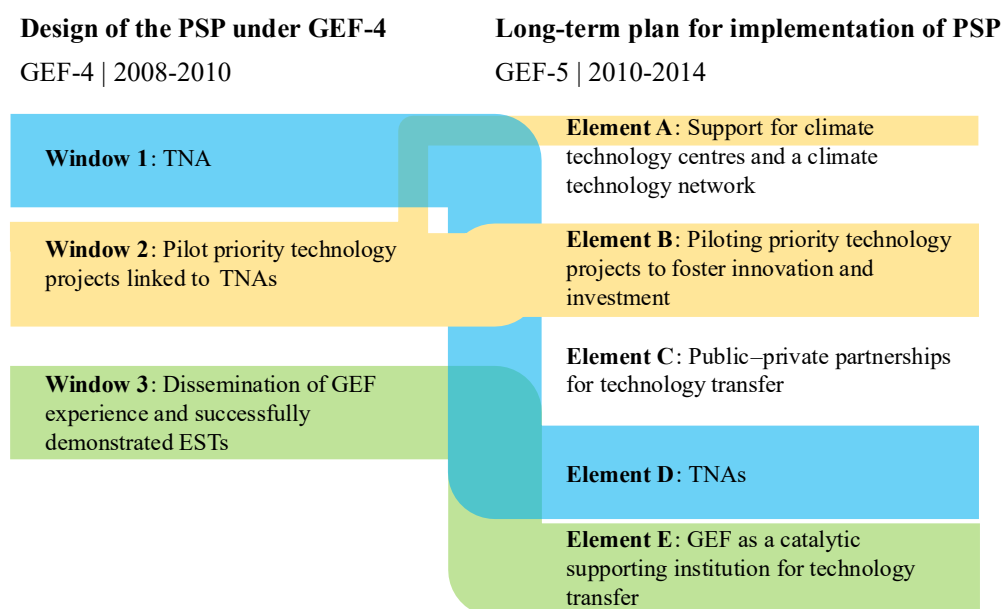 Design of the PSP under GEF-4
GEF-4 | 2008-2010
Window 1: TNA
Window 2: Pilot priority technology
projects linked to TNAs
Window 3: Dissemination of GEF
experience and successfully
demonstrated ESTs
Long-term plan for implementation of PSP
GEF-5 | 2010-2014
Element A: Support for climate
technology centres and a climate
technology network
Element B: Piloting priority technology
projects to foster innovation and
investment
Element C: Public–private partnerships
for technology transfer
Element D: TNAs
Element E: GEF as a catalytic
supporting institution for technology
transfer